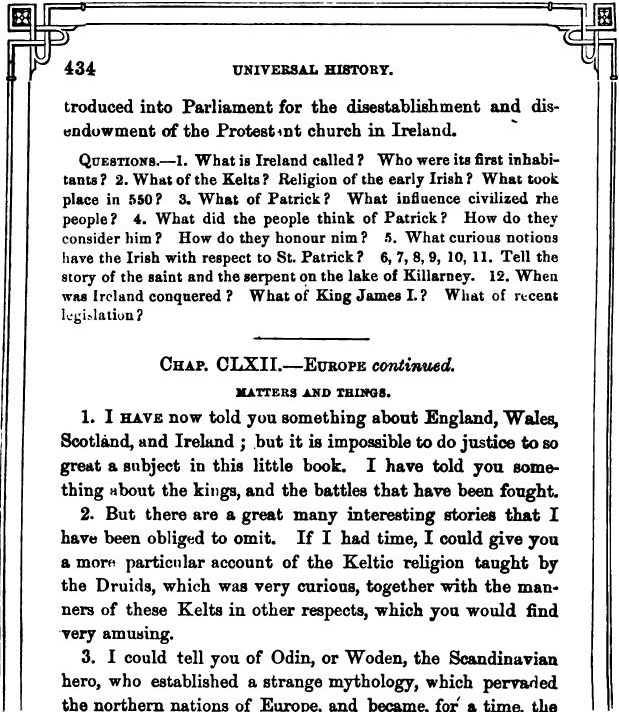 434 UNIVERSAL HISTORY.
troduced into Parliament for the disestablishment and dis-
endowment of the Protestant church in Ireland.
QUESTIONS.—1. What is Ireland called? Who were its first inhabi-
tants? 2. What of the Kelts? Religion of the early Irish? What took
place in 550? 3. What of Patrick? What influence civilized rhe
people? 4. What did the people think of Patrick? How do they
consider him? How do they honour nim? 5. What curious notions
have the Irish with respect to St. Patrick? 6, 7, 8, 9, 10, 11. Tell the
story of the saint and the serpent on the lake of Killarney. 12. When
was Ireland conquered? What of King James I.? What of recent
legislation?
CHAP. CLXII.—EUROPE continued.
MATTERS AND THINGS.
1. I HAVE now told you something about England, Wales,
Scotland, and Ireland; but it is impossible to do justice to so
great a subject in this little book. I have told you some-
thing about the kings, and the battles that have been fought.
2. But there are a great many interesting stories that I
have been obliged to omit. If I had time, I could give you
a more particular account of the Keltic religion taught by
the Druids, which was very curious, together with the man-
ners of these Kelts in other respects, which you would find
very amusing.
3. I could tell you of Odin, or Woden, the Scandinavian
hero, who established a strange mythology, which pervaded
the northern nations of Europe, and became, for a time, the